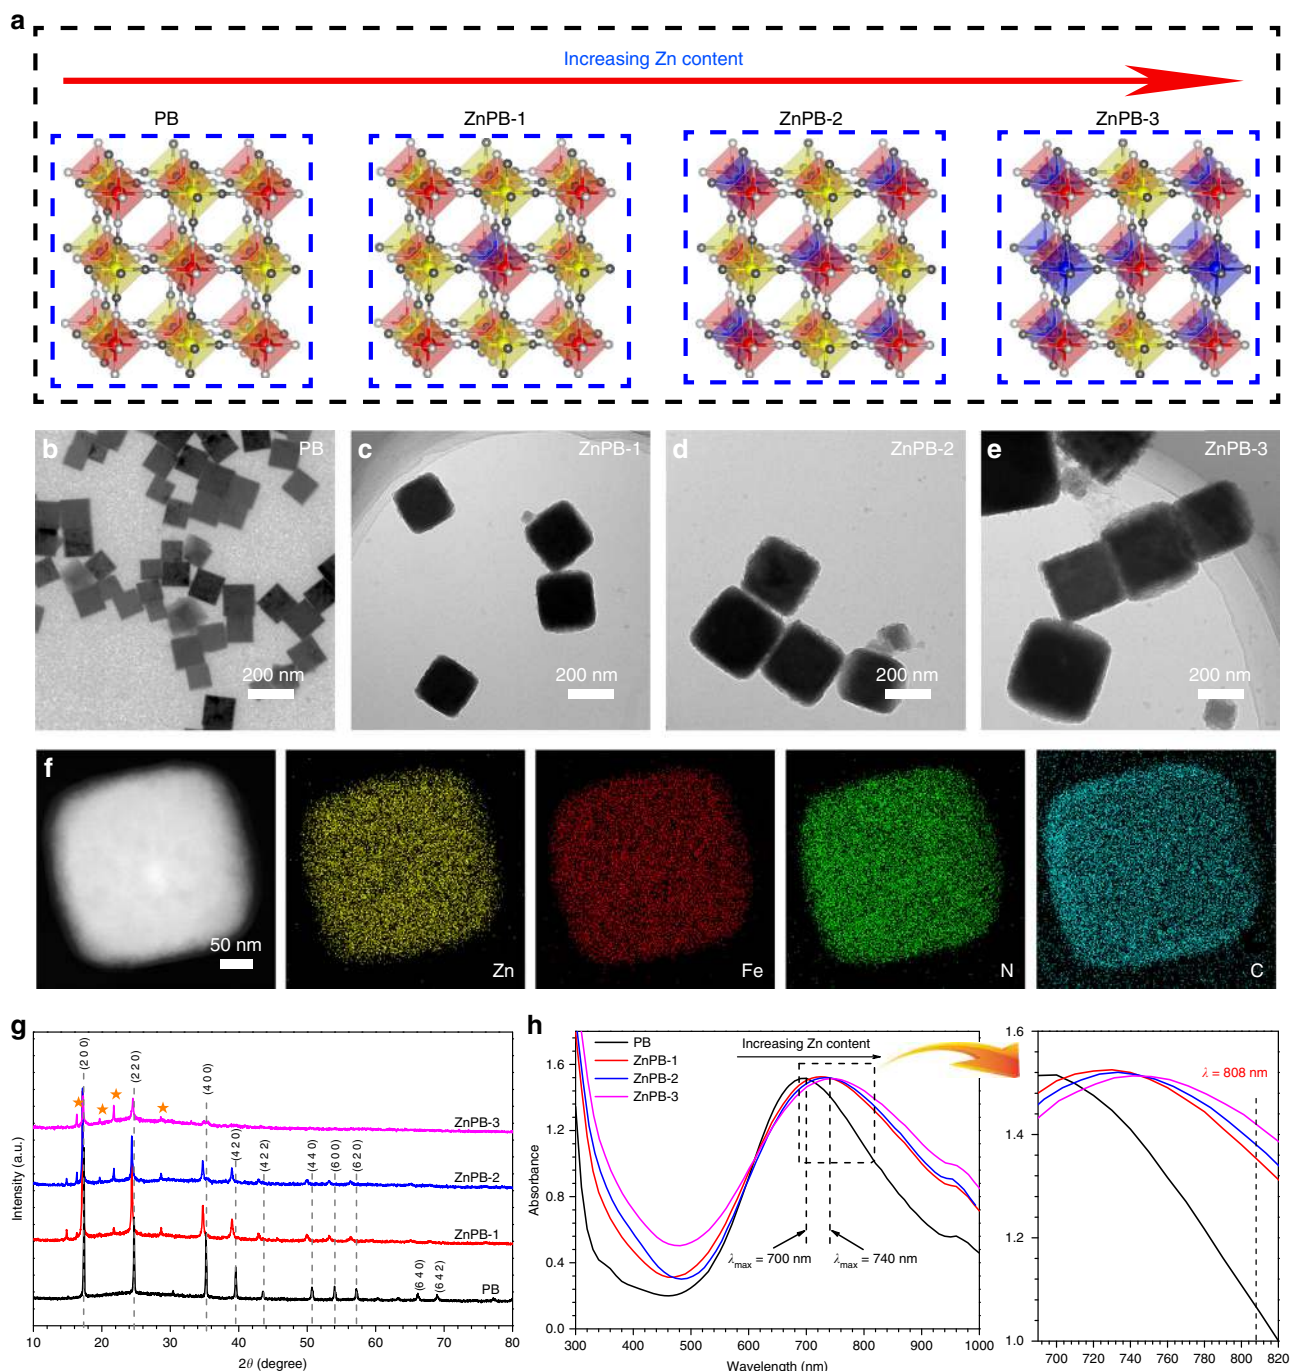 a
Increasing Zn content
PB
ZnPB-1
ZnPB-2
ZnPB-3
b
PB
200 nm
c
ZnPB-1
200 nm
d
ZnPB-2
200 nm
e
ZnPB-3
200 nm
f
50 nm
Zn
Fe
N
C
g
Intensity (a.u.)
(2 0 0)
(2 2 0)
(4 0 0)
(4 2 0)
(4 2 2)
(4 4 0)
(6 0 0)
(6 2 0)
(6 4 0)
(6 4 2)
ZnPB-3
ZnPB-2
ZnPB-1
PB
10 20 30 40 50 60 70 80
2θ (degree)
h
Absorbance
1.6
1.2
0.8
0.4
0.0
PB
ZnPB-1
ZnPB-2
ZnPB-3
Increasing Zn content
λmax = 700 nm
λmax = 740 nm
300 400 500 600 700 800 900 1000
Wavelength (nm)
1.6
1.4
1.2
1.0
λ = 808 nm
700 720 740 760 780 800 820